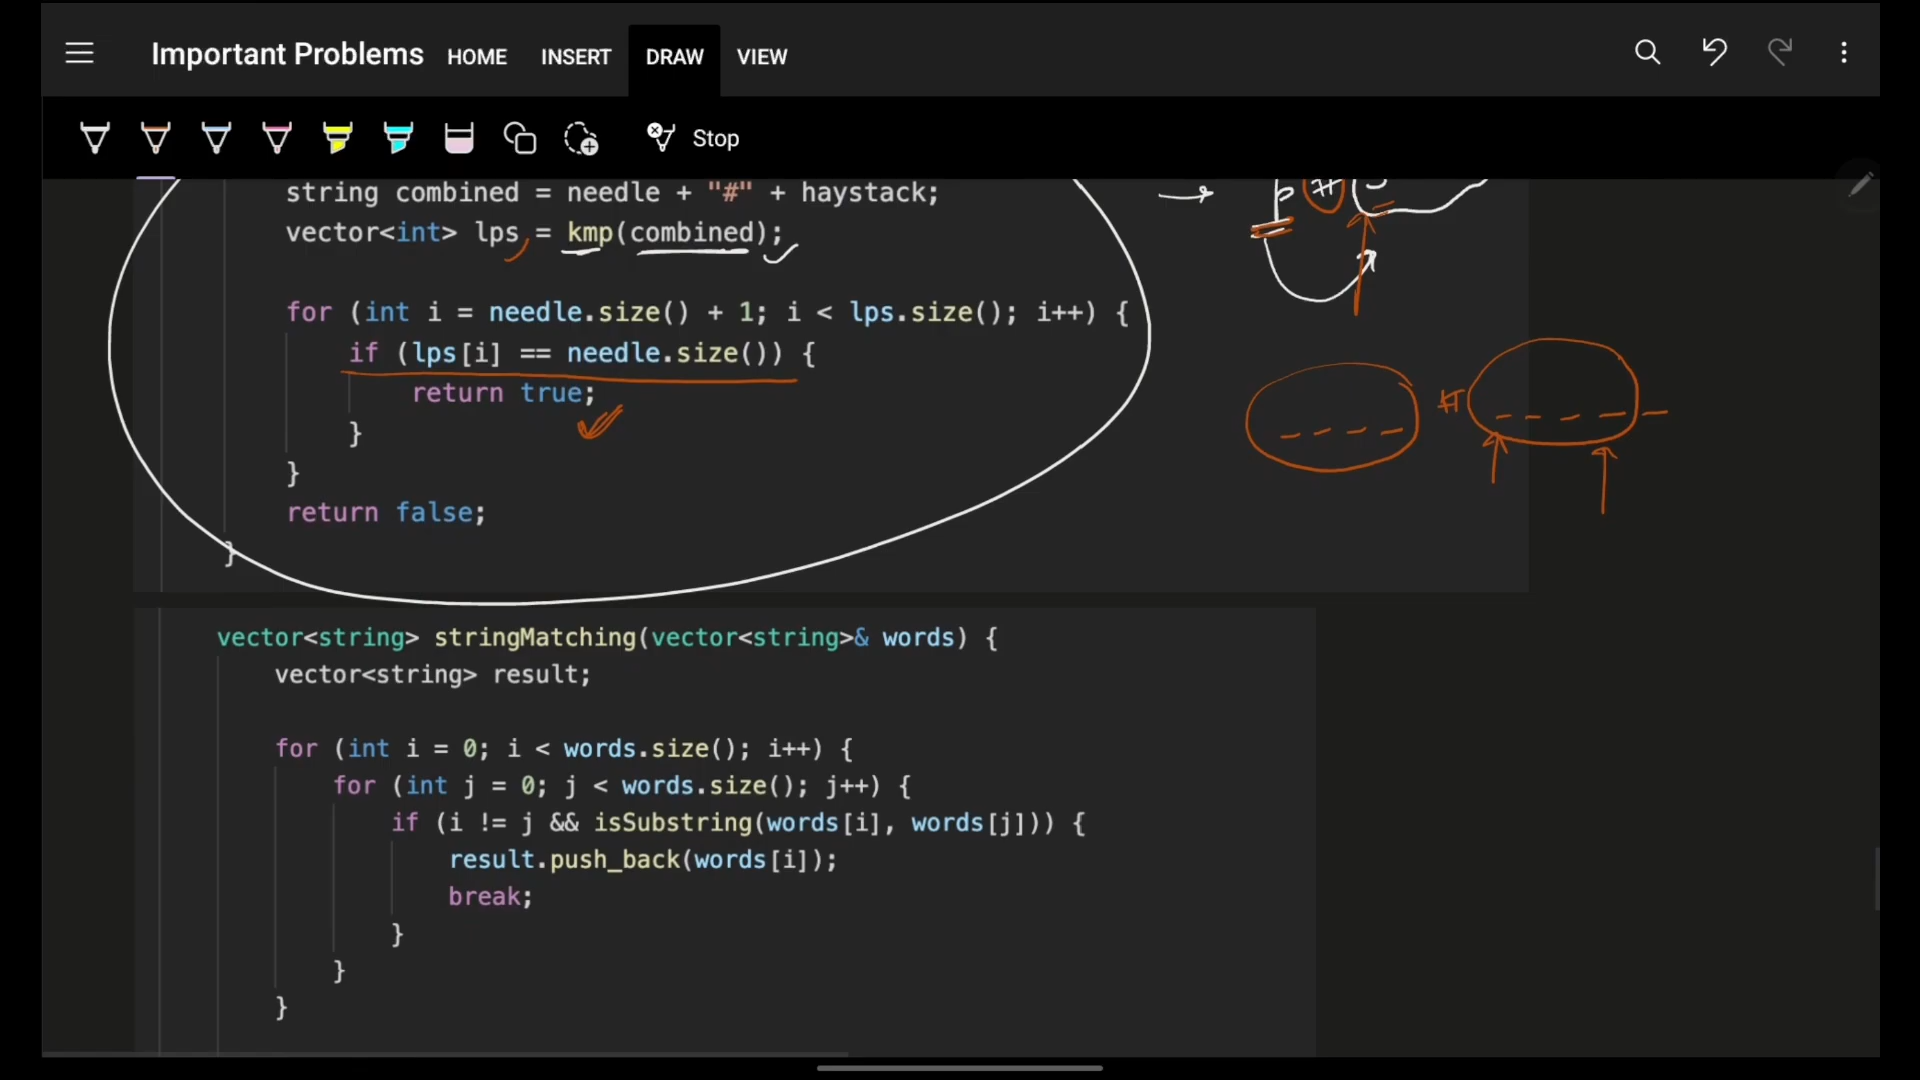 Important Problems HOME INSERT DRAW VIEW
Stop
string combined = needle + "#" + haystack;
vector<int> lps = kmp(combined);
for (int i = needle.size() + 1; i < lps.size(); i++) {
if (lps[i] == needle.size()) {
return true;
}
}
return false;
}
#
#
vector<string> stringMatching(vector<string>& words) {
vector<string> result;
for (int i = 0; i < words.size(); i++) {
for (int j = 0; j < words.size(); j++) {
if (i != j && isSubstring(words[i], words[j])) {
result.push_back(words[i]);
break;
}
}
}